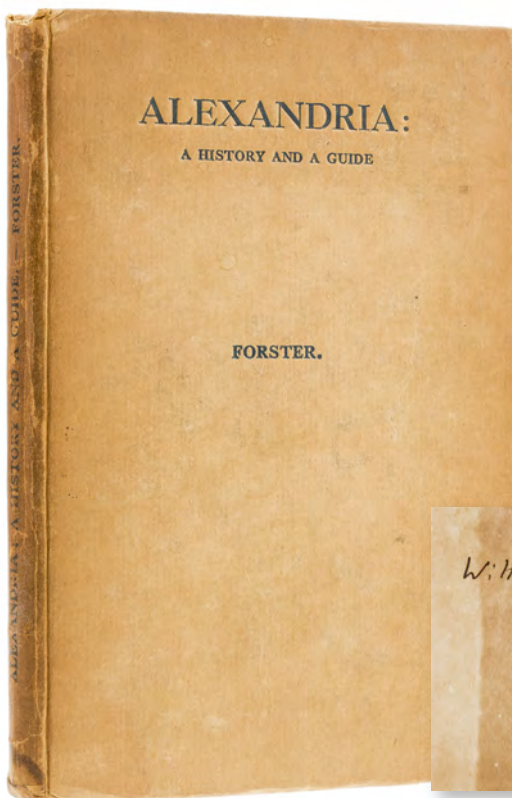 ALEXANDRIA:
A HISTORY AND A GUIDE
FORSTER.
ALEXANDRIA: A HISTORY AND A GUIDE. — FORSTER.